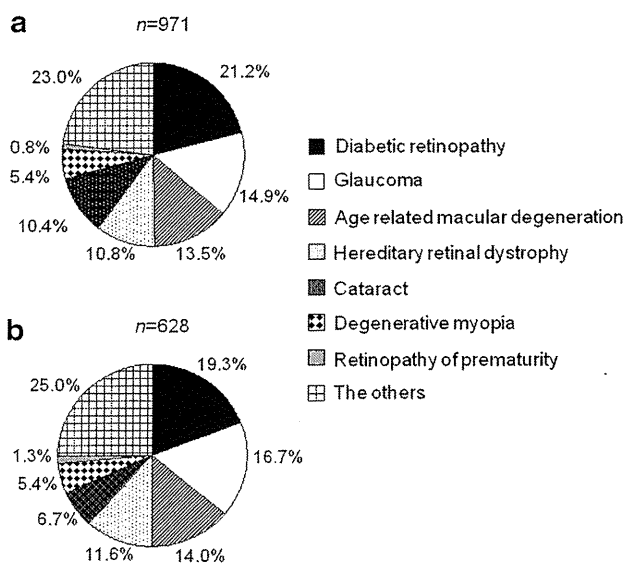 a
n=971
21.2%
14.9%
13.5%
10.8%
10.4%
5.4%
0.8%
23.0%
Diabetic retinopathy
Glaucoma
Age related macular degeneration
Hereditary retinal dystrophy
Cataract
Degenerative myopia
Retinopathy of prematurity
The others
b
n=628
19.3%
16.7%
14.0%
11.6%
6.7%
5.4%
1.3%
25.0%